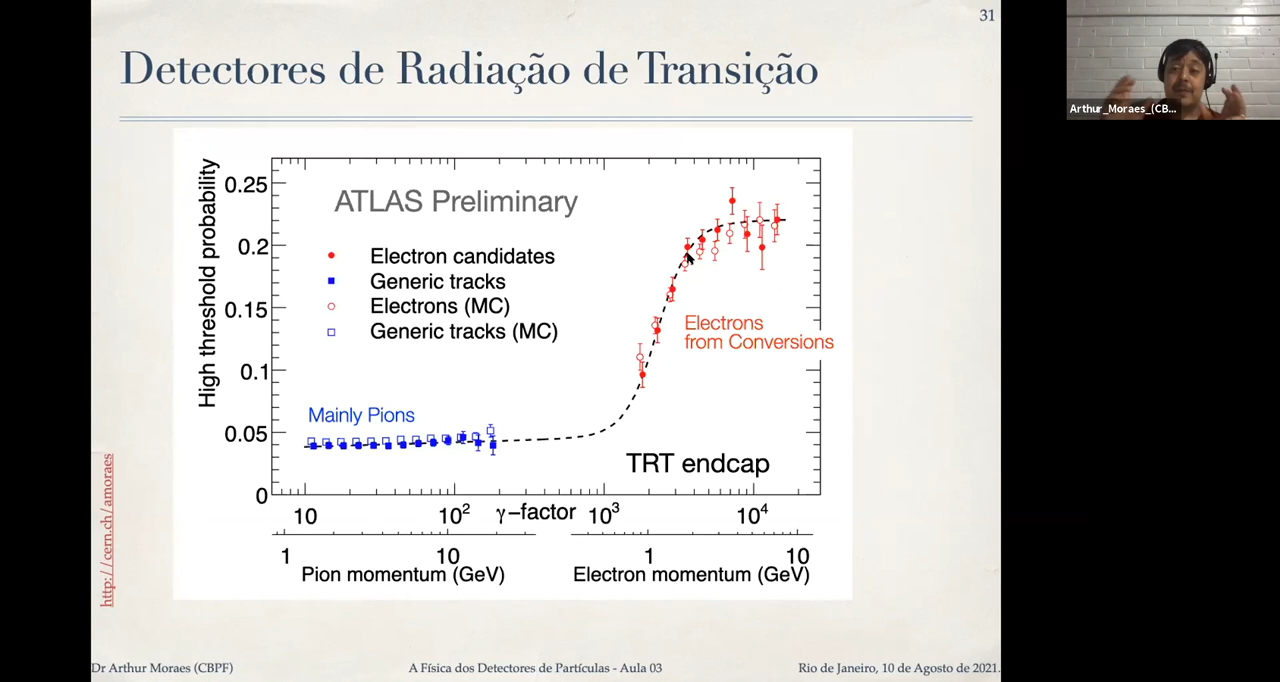 31
Detectores de Radiação de Transição
Arthur_Moraes_(CB...
High threshold probability
0.25
0.2
0.15
0.1
0.05
0
ATLAS Preliminary
Electron candidates
Generic tracks
Electrons (MC)
Generic tracks (MC)
Electrons
from Conversions
Mainly Pions
TRT endcap
10 10² γ-factor 10³ 10⁴
1 10 1 10
Pion momentum (GeV) Electron momentum (GeV)
http://cern.ch/amoraes
Dr Arthur Moraes (CBPF) A Física dos Detectores de Partículas - Aula 03 Rio de Janeiro, 10 de Agosto de 2021.